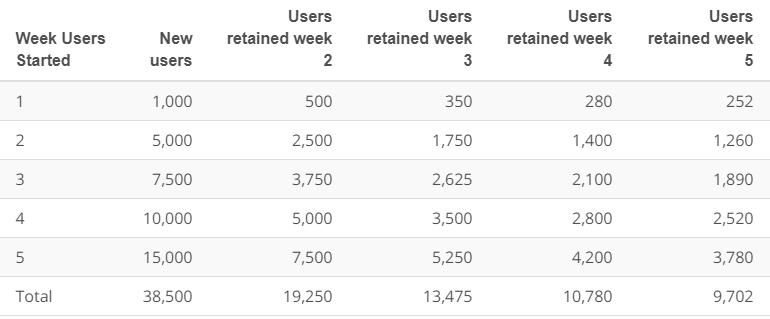 Week Users Started New users Users retained week 2 Users retained week 3 Users retained week 4 Users retained week 5
1 1,000 500 350 280 252
2 5,000 2,500 1,750 1,400 1,260
3 7,500 3,750 2,625 2,100 1,890
4 10,000 5,000 3,500 2,800 2,520
5 15,000 7,500 5,250 4,200 3,780
Total 38,500 19,250 13,475 10,780 9,702